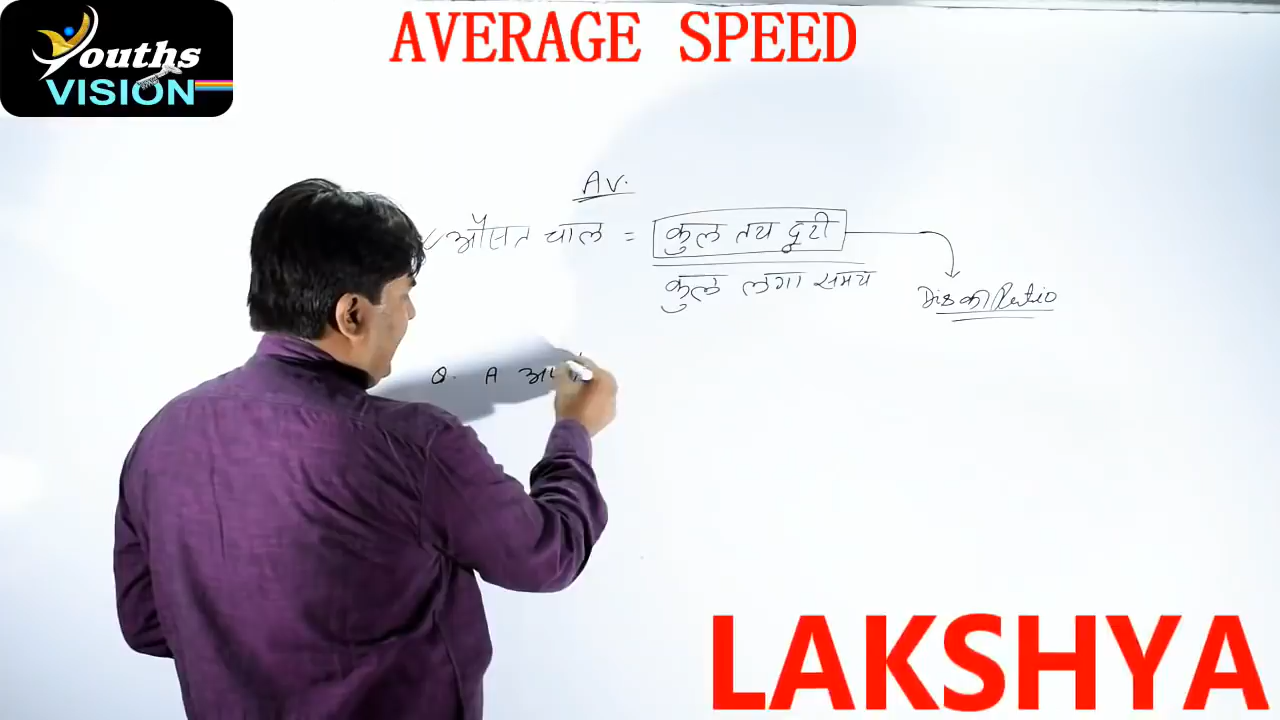 Youths
VISION
AVERAGE SPEED
Av.
औसत चाल = कुल तय दूरी
कुल लगा समय
Dis का Ratio
Q. A
LAKSHYA